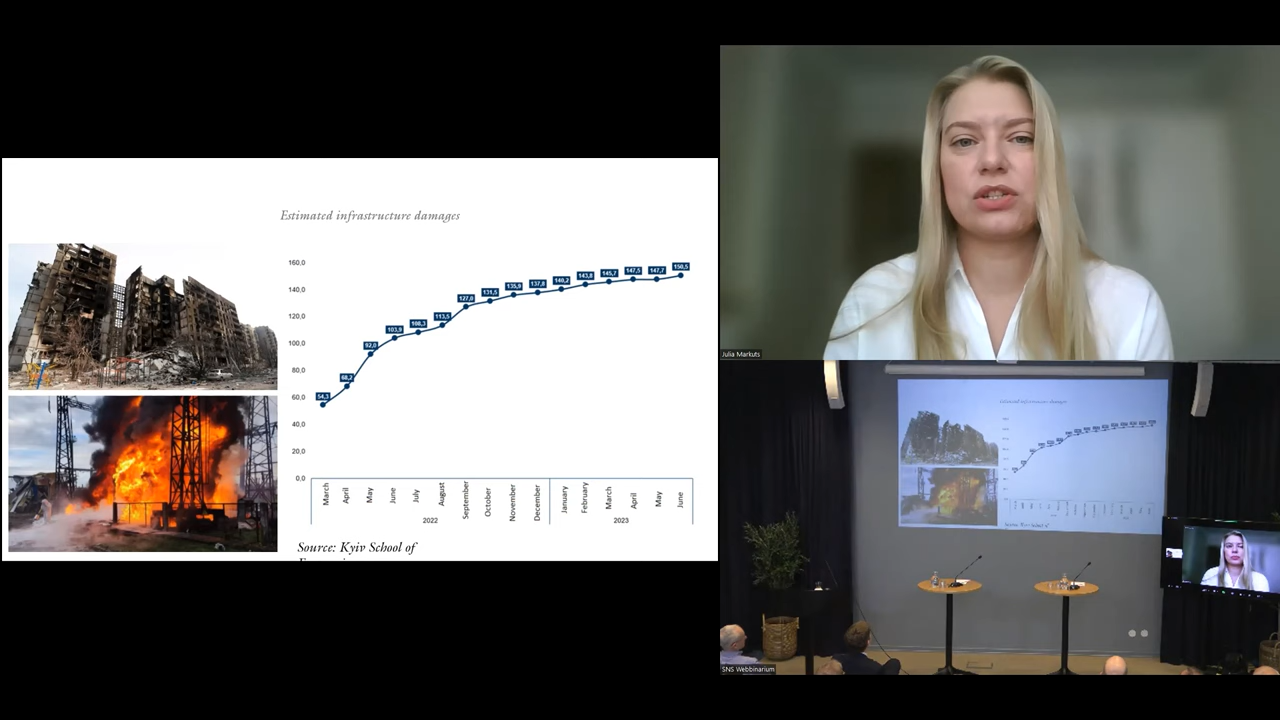 Estimated infrastructure damages
160,0
140,0
120,0
100,0
80,0
60,0
40,0
20,0
0,0
54,3
68,2
92,0
103,9
108,3
113,5
127,0
131,5
135,9
137,8
140,2
143,8
145,7
147,5
147,7
150,5
March
April
May
June
July
August
September
October
November
December
January
February
March
April
May
June
2022
2023
Source: Kyiv School of
Julia Markuts
Estimated infrastructure damages
SNS Webbinarium